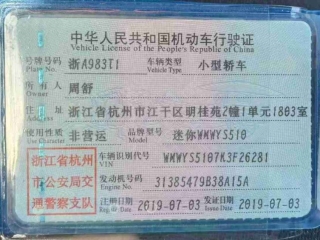 中华人民共和国机动车行驶证
Vehicle License of the People's Republic of China
号牌号码 浙A983T1 车辆类型 小型轿车
Plate No. Vehicle Type
所有人 周舒
Owner
住址 浙江省杭州市江干区明桂苑2幢1单元1803室
Address
使用性质 非营运 品牌型号 迷你WMWYS510
Use Character Model
浙江省杭州
市公安局交
通警察支队
车辆识别代号 WMWYS5107K3F26281
VIN
发动机号码 31385479B38A15A
Engine No.
注册日期 2019-07-03 发证日期 2019-07-03
Register Date Issue Date